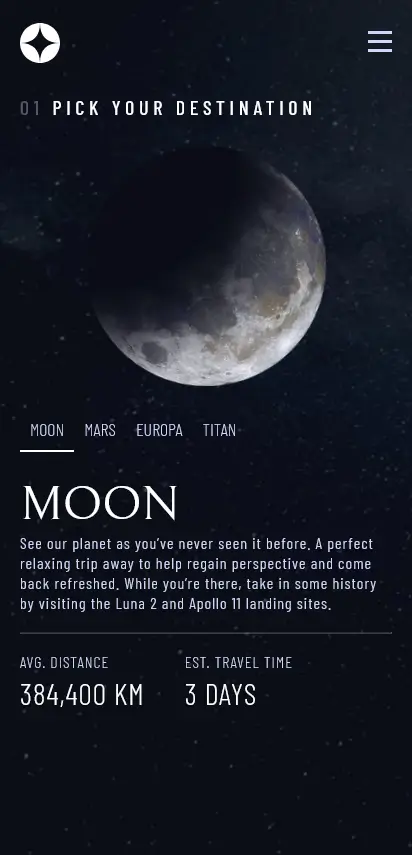 01 PICK YOUR DESTINATION
MOON MARS EUROPA TITAN
MOON
See our planet as you've never seen it before. A perfect
relaxing trip away to help regain perspective and come
back refreshed. While you're there, take in some history
by visiting the Luna 2 and Apollo 11 landing sites.
AVG. DISTANCE EST. TRAVEL TIME
384,400 KM 3 DAYS